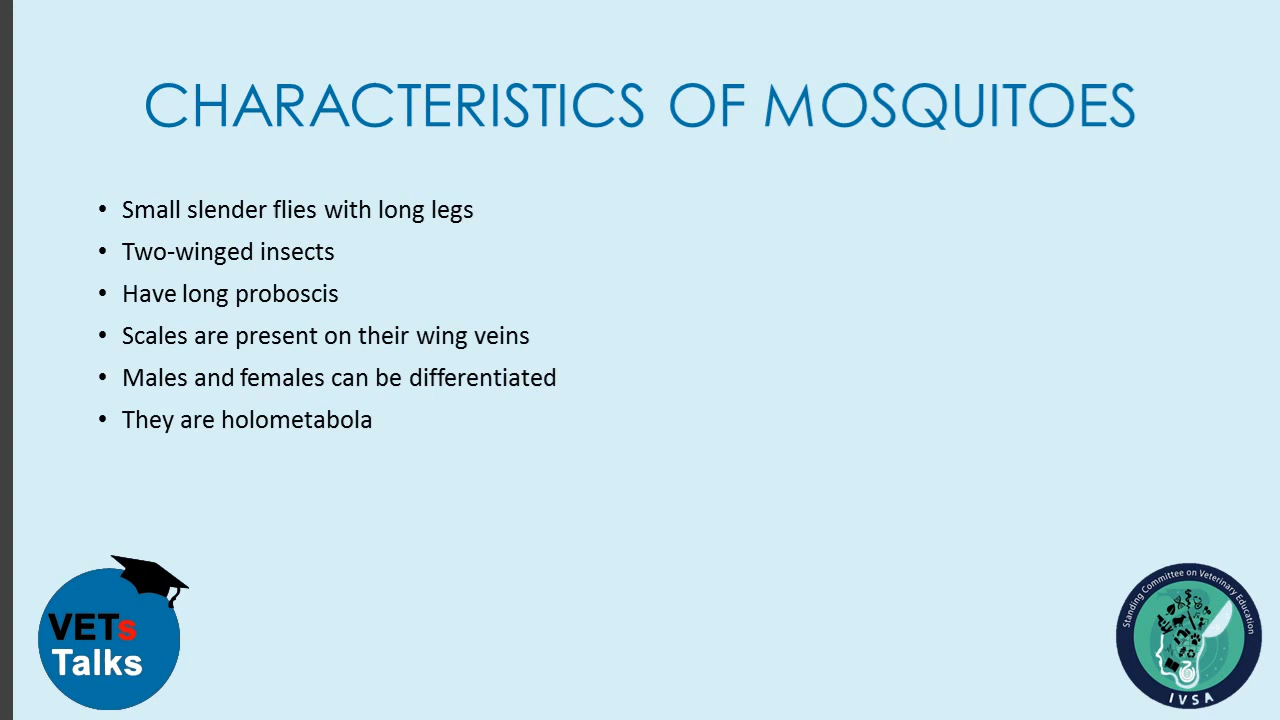 CHARACTERISTICS OF MOSQUITOES
• Small slender flies with long legs
• Two-winged insects
• Have long proboscis
• Scales are present on their wing veins
• Males and females can be differentiated
• They are holometabola
VETs
Talks
Standing Committee on Veterinary Education
IVSA